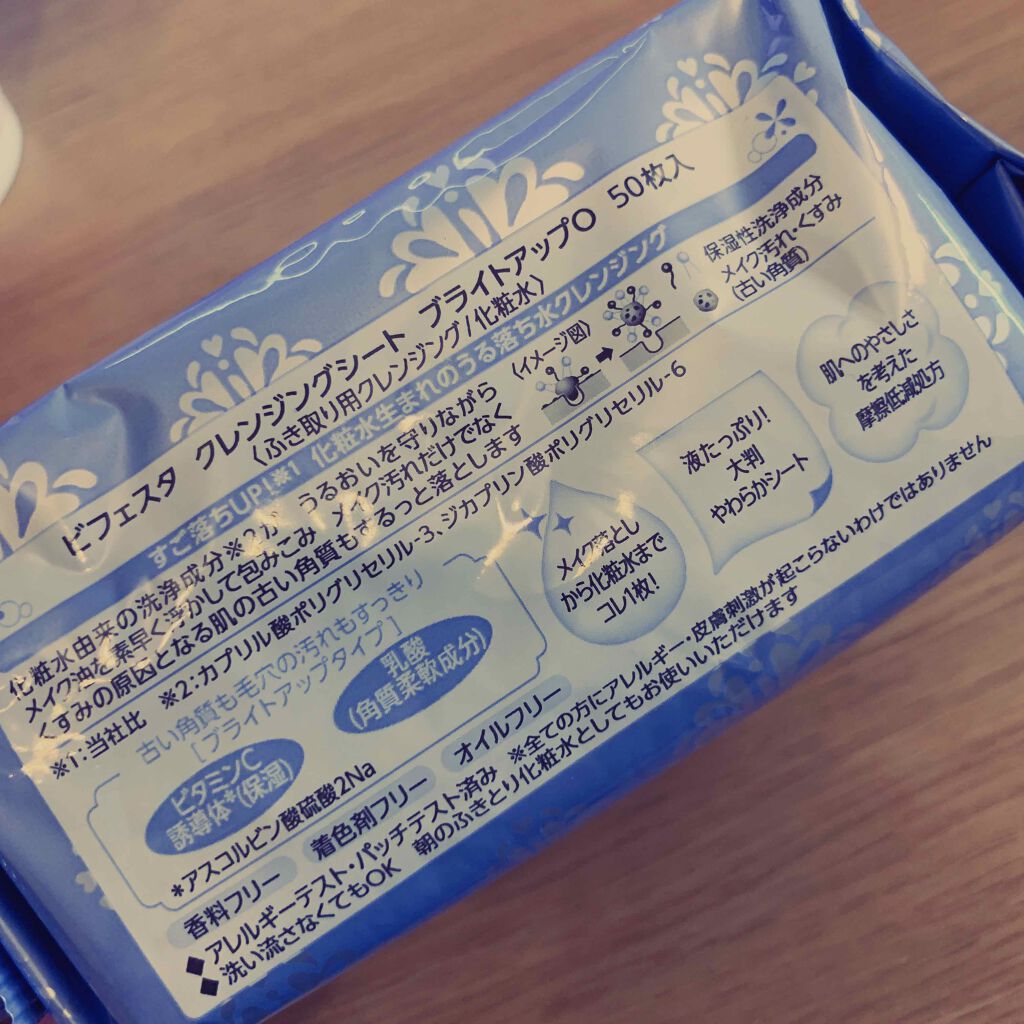 ビフェスタ クレンジングシート ブライトアップO 50枚入
(ふき取り用クレンジング/化粧水)
すご落ちUP!※1 化粧水生まれのうる落ち水クレンジング
化粧水由来の洗浄成分※2が うるおいを守りながら
メイク油を素早く浮かして包みこみ メイク汚れだけでなく
くすみの原因となる肌の古い角質もするっと落とします
(イメージ図)
保湿性洗浄成分
メイク汚れ・くすみ
(古い角質)
※1:当社比 ※2:カプリル酸ポリグリセリル-3、ジカプリン酸ポリグリセリル-6
古い角質も毛穴の汚れもすっきり
[ブライトアップタイプ]
ビタミンC
誘導体*(保湿)
乳酸
(角質柔軟成分)
*アスコルビン酸硫酸2Na
メイク落とし
から化粧水まで
コレ1枚!
液たっぷり!
大判
やわらかシート
肌へのやさしさ
を考えた
摩擦低減処方
香料フリー 着色剤フリー オイルフリー
◆アレルギーテスト・パッチテスト済み ※全ての方にアレルギー・皮膚刺激が起こらないわけではありません
◆洗い流さなくてもOK 朝のふきとり化粧水としてもお使いいただけます